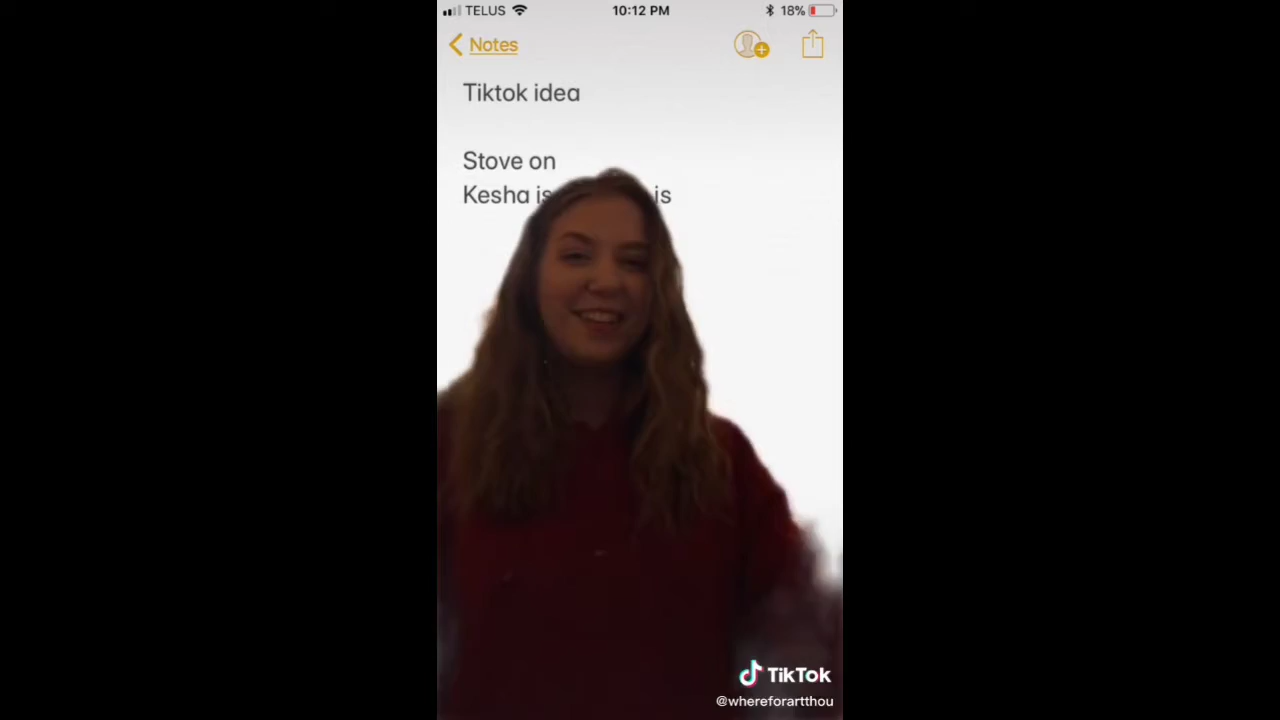 TELUS
10:12 PM
18%
Notes
Tiktok idea
Stove on
Kesha is is
TikTok
@whereforartthou